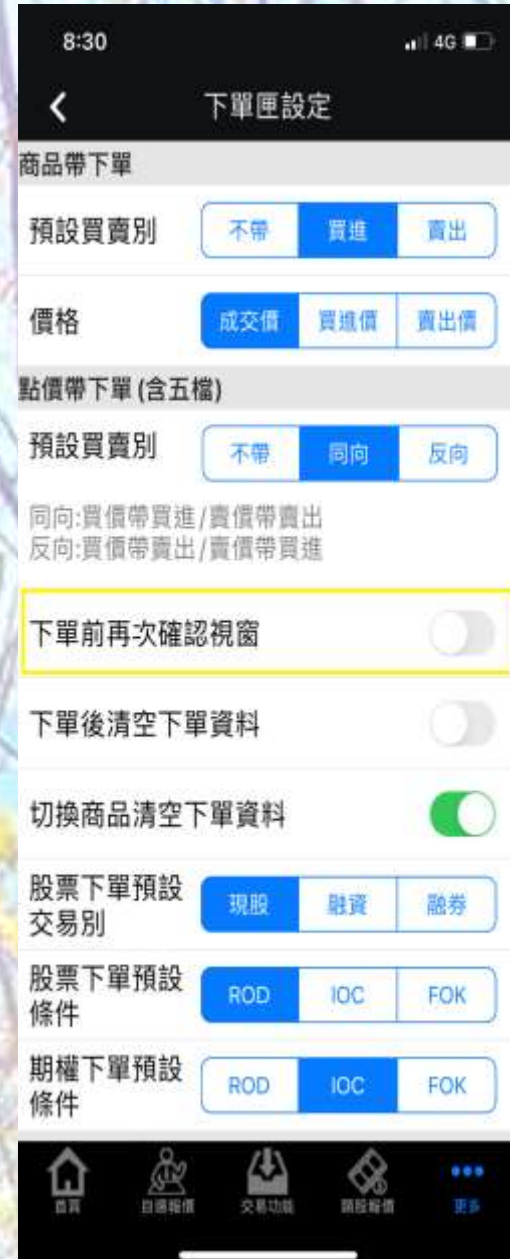 8:30
4G
下單匣設定
商品帶下單
預設買賣別
不帶 買進 賣出
價格
成交價 買進價 賣出價
點價帶下單 (含五檔)
預設買賣別
不帶 同向 反向
同向:買價帶買進/賣價帶賣出
反向:買價帶賣出/賣價帶買進
下單前再次確認視窗
下單後清空下單資料
切換商品清空下單資料
股票下單預設
交易別
現股 融資 融券
股票下單預設
條件
ROD IOC FOK
期權下單預設
條件
ROD IOC FOK
首頁 自選報價 交易功能 類股報價 更多